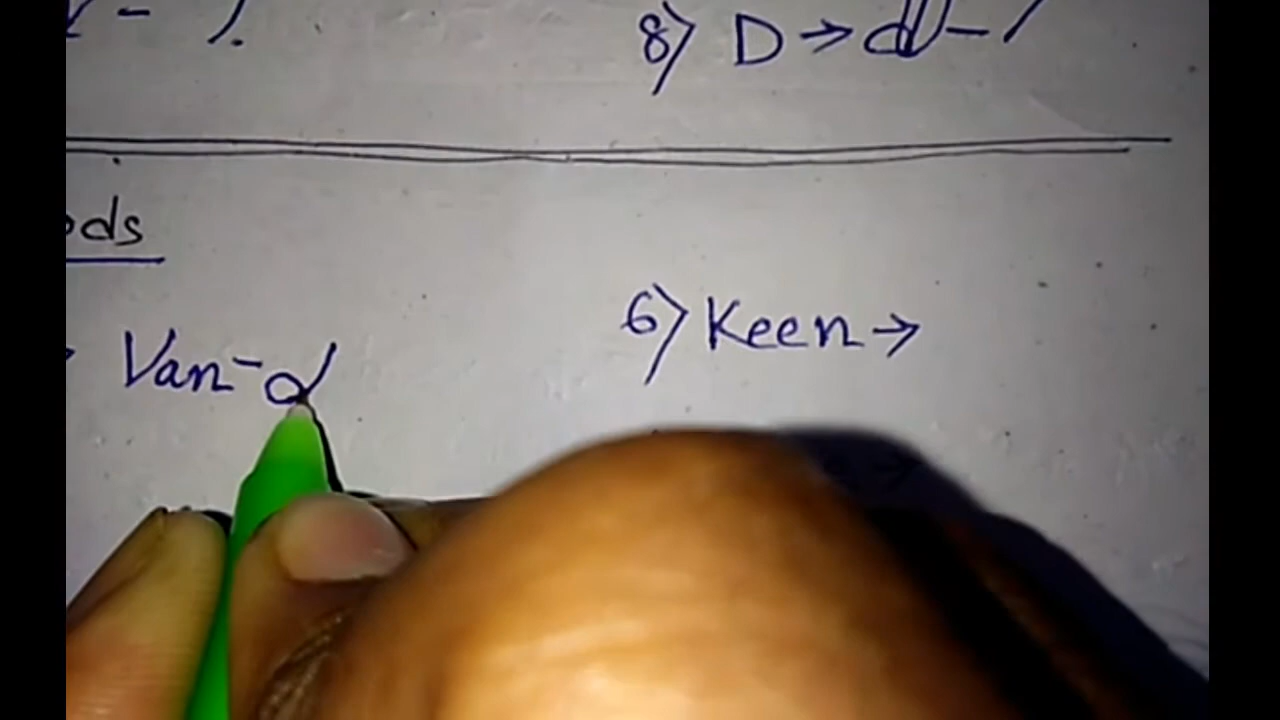 8) D → d
ods
Van-d
6) Keen →